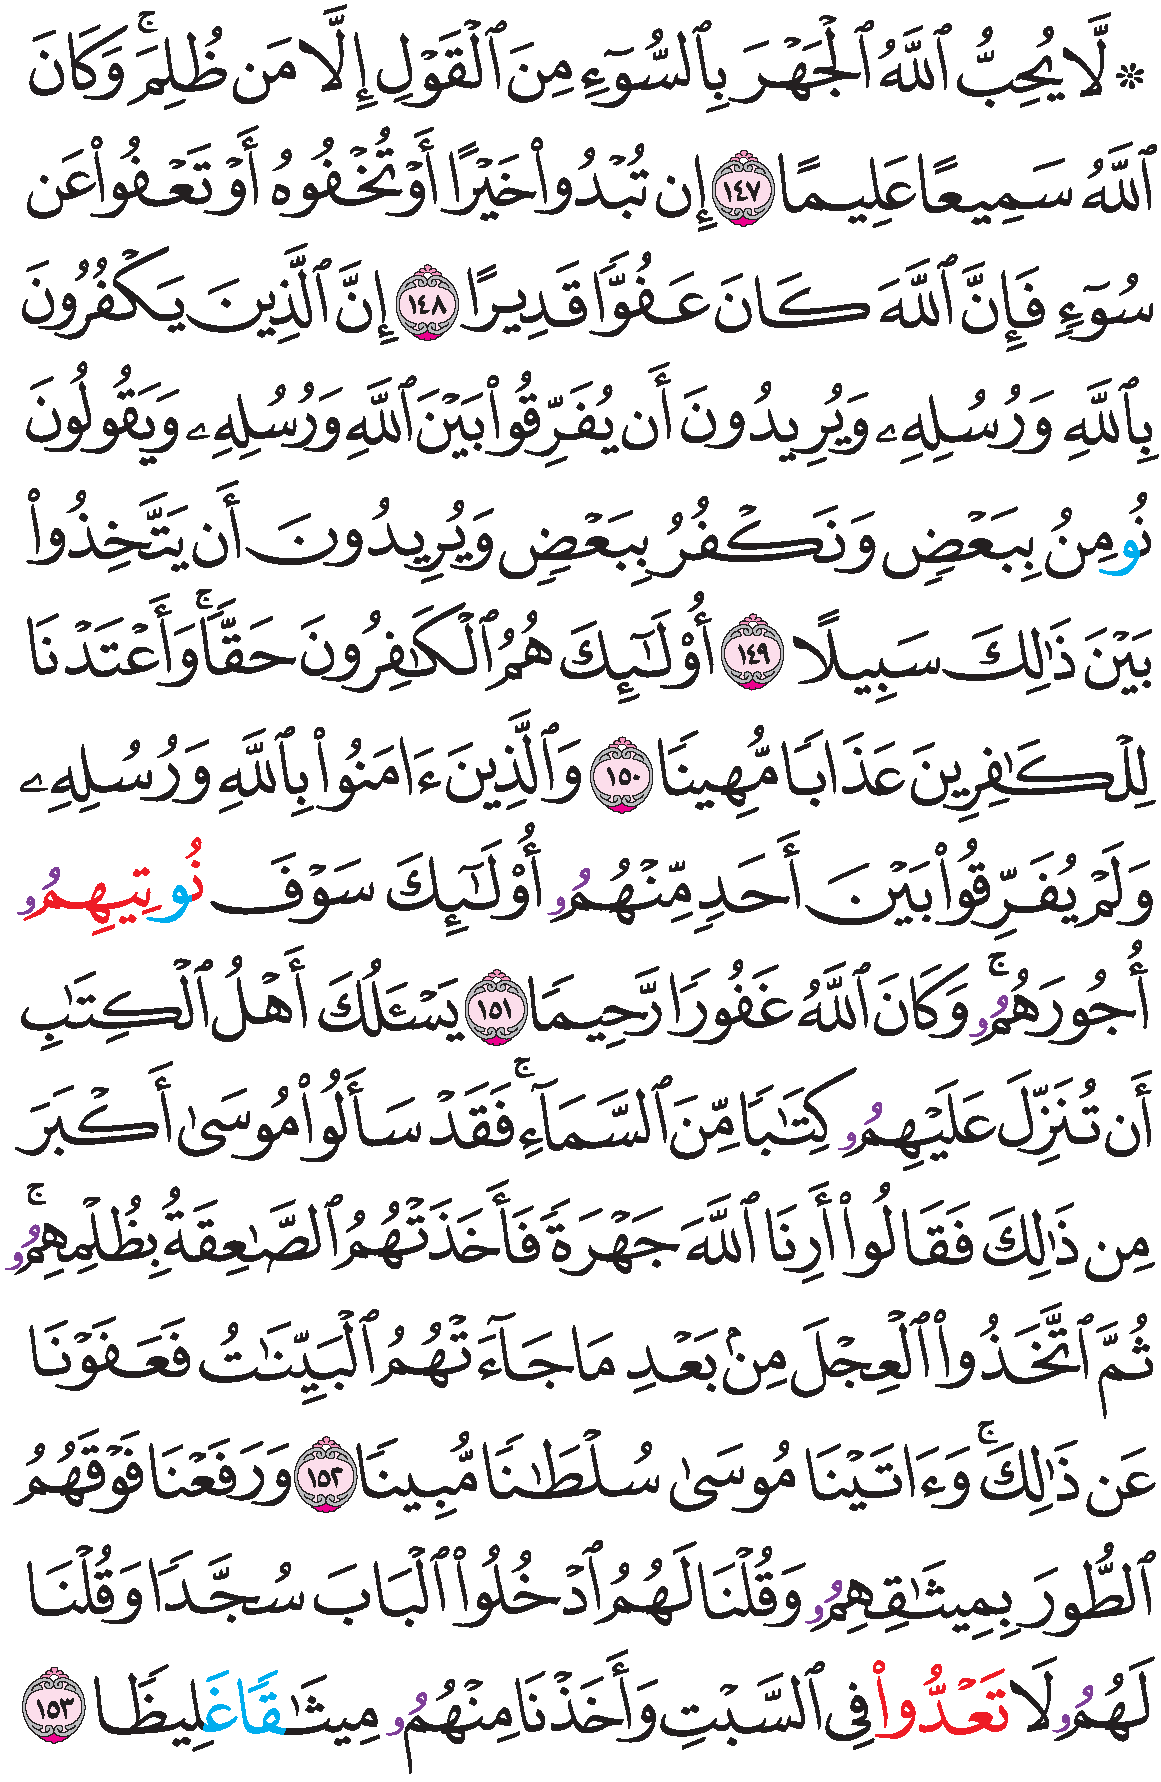 ۞ لَّا يُحِبُّ ٱللَّهُ ٱلْجَهْرَ بِٱلسُّوٓءِ مِنَ ٱلْقَوْلِ إِلَّا مَن ظُلِمَۚ وَكَانَ
ٱللَّهُ سَمِيعًا عَلِيمًا ١٤٧ إِن تُبْدُوا۟ خَيْرًا أَوْ تُخْفُوهُ أَوْ تَعْفُوا۟ عَن
سُوٓءٍ فَإِنَّ ٱللَّهَ كَانَ عَفُوًّا قَدِيرًا ١٤٨ إِنَّ ٱلَّذِينَ يَكْفُرُونَ
بِٱللَّهِ وَرُسُلِهِۦ وَيُرِيدُونَ أَن يُفَرِّقُوا۟ بَيْنَ ٱللَّهِ وَرُسُلِهِۦ وَيَقُولُونَ
نُومِنُ بِبَعْضٍ وَنَكْفُرُ بِبَعْضٍ وَيُرِيدُونَ أَن يَتَّخِذُوا۟
بَيْنَ ذَٰلِكَ سَبِيلًا ١٤٩ أُو۟لَٰٓئِكَ هُمُ ٱلْكَٰفِرُونَ حَقًّاۚ وَأَعْتَدْنَا
لِلْكَٰفِرِينَ عَذَابًا مُّهِينًا ١٥٠ وَٱلَّذِينَ ءَامَنُوا۟ بِٱللَّهِ وَرُسُلِهِۦ
وَلَمْ يُفَرِّقُوا۟ بَيْنَ أَحَدٍ مِّنْهُمُۥ أُو۟لَٰٓئِكَ سَوْفَ نُوتِيهِمُۥ
أُجُورَهُمُۥۚ وَكَانَ ٱللَّهُ غَفُورًا رَّحِيمًا ١٥١ يَسْـَٔلُكَ أَهْلُ ٱلْكِتَٰبِ
أَن تُنَزِّلَ عَلَيْهِمُۥ كِتَٰبًا مِّنَ ٱلسَّمَآءِۚ فَقَدْ سَأَلُوا۟ مُوسَىٰ أَكْبَرَ
مِن ذَٰلِكَ فَقَالُوا۟ أَرِنَا ٱللَّهَ جَهْرَةً فَأَخَذَتْهُمُ ٱلصَّٰعِقَةُ بِظُلْمِهِمُۥۚ
ثُمَّ ٱتَّخَذُوا۟ ٱلْعِجْلَ مِنۢ بَعْدِ مَا جَآءَتْهُمُ ٱلْبَيِّنَٰتُ فَعَفَوْنَا
عَن ذَٰلِكَۚ وَءَاتَيْنَا مُوسَىٰ سُلْطَٰنًا مُّبِينًا ١٥٢ وَرَفَعْنَا فَوْقَهُمُ
ٱلطُّورَ بِمِيثَٰقِهِمُۥ وَقُلْنَا لَهُمُ ٱدْخُلُوا۟ ٱلْبَابَ سُجَّدًا وَقُلْنَا
لَهُمُۥ لَا تَعْدُّوا۟ فِى ٱلسَّبْتِ وَأَخَذْنَا مِنْهُمُۥ مِيثَٰقًا غَلِيظًا ١٥٣